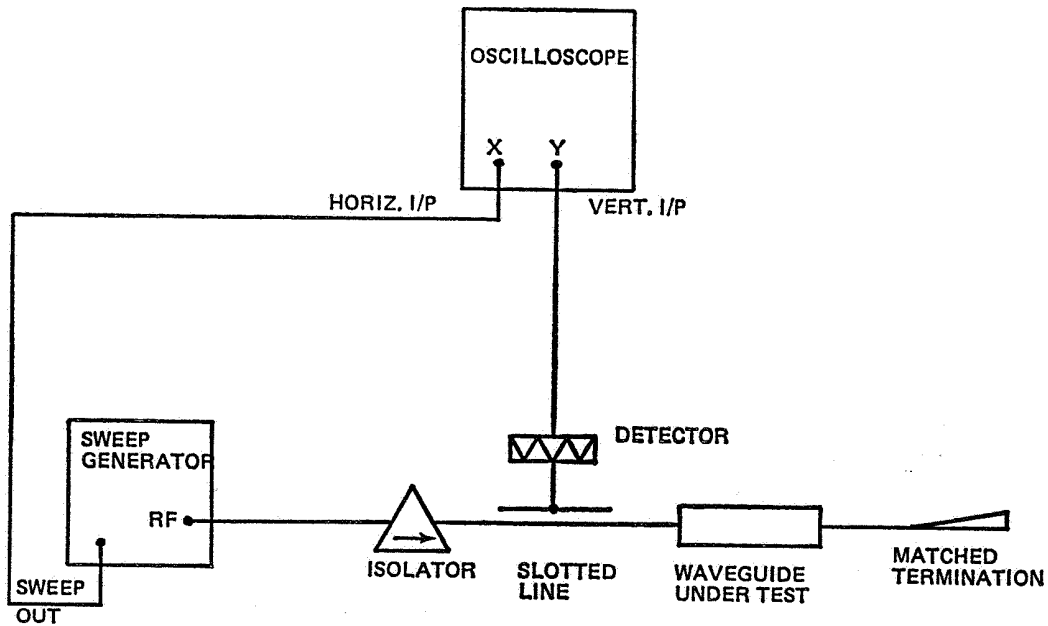 OSCILLOSCOPE
X Y
HORIZ. I/P
VERT. I/P
DETECTOR
SWEEP
GENERATOR
RF
SWEEP
OUT
ISOLATOR
SLOTTED
LINE
WAVEGUIDE
UNDER TEST
MATCHED
TERMINATION